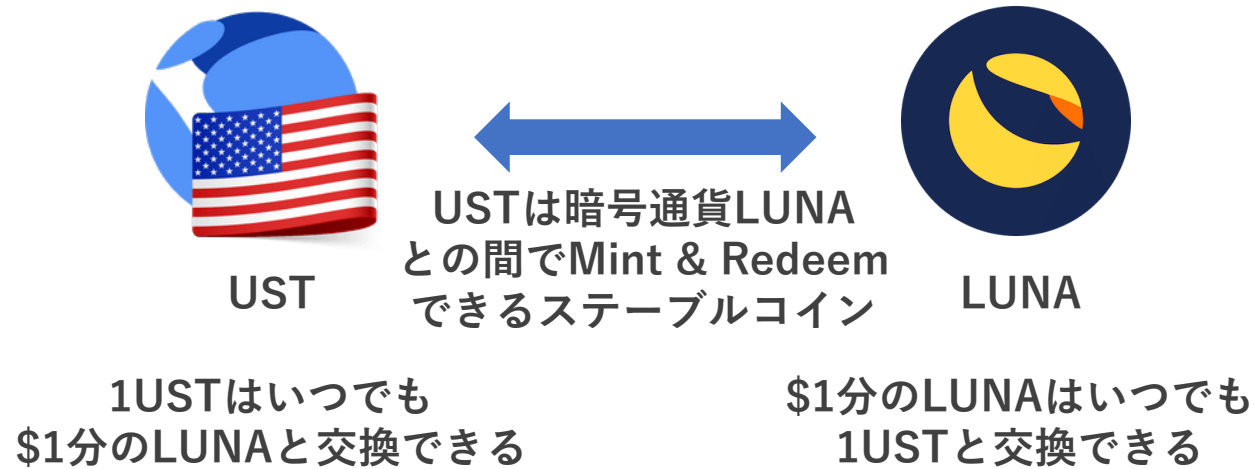 USTは暗号通貨LUNA
との間でMint & Redeem
できるステーブルコイン
UST
LUNA
1USTはいつでも
$1分のLUNAと交換できる
$1分のLUNAはいつでも
1USTと交換できる